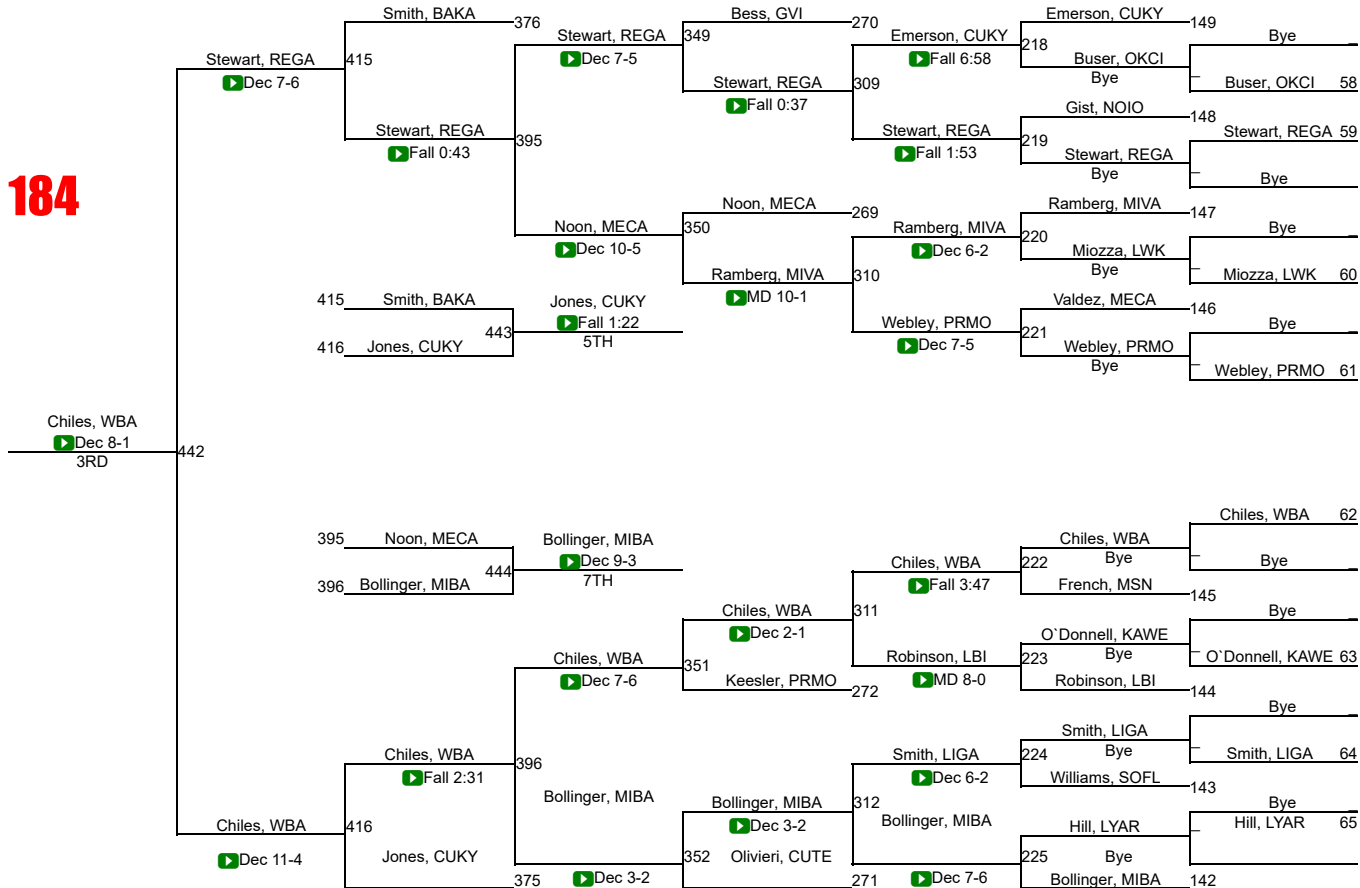 Smith, BAKA
376
Bess, GVI
270
Emerson, CUKY
149
Bye
Stewart, REGA
349
Emerson, CUKY
218
Stewart, REGA
415
Dec 7-5
Fall 6:58
Buser, OKCI
Dec 7-6
Stewart, REGA
309
Bye
Buser, OKCI 58
Fall 0:37
Gist, NOIO
148
Stewart, REGA
395
Stewart, REGA
219
Stewart, REGA 59
Fall 0:43
Fall 1:53
Stewart, REGA
Bye
Bye
184
Noon, MECA
269
Ramberg, MIVA
147
Noon, MECA
350
Ramberg, MIVA
220
Bye
Dec 10-5
Dec 6-2
Miozza, LWK
Ramberg, MIVA
310
Bye
Miozza, LWK 60
MD 10-1
415
Smith, BAKA
Jones, CUKY
Valdez, MECA
146
443
Fall 1:22
Webley, PRMO
221
Bye
416
Jones, CUKY
5TH
Dec 7-5
Webley, PRMO
Bye
Webley, PRMO 61
Chiles, WBA
Dec 8-1
442
3RD
Chiles, WBA 62
395
Noon, MECA
Bollinger, MIBA
Chiles, WBA
444
Dec 9-3
Chiles, WBA
222
Bye
Bye
396
Bollinger, MIBA
7TH
Fall 3:47
French, MSN
145
Chiles, WBA
311
Bye
Dec 2-1
O`Donnell, KAWE
Chiles, WBA
351
Robinson, LBI
223
Bye
O`Donnell, KAWE 63
Dec 7-6
Keesler, PRMO
272
MD 8-0
Robinson, LBI
144
Bye
Smith, LIGA
Chiles, WBA
396
Smith, LIGA
224
Bye
Smith, LIGA 64
Fall 2:31
Dec 6-2
Williams, SOFL
143
Bollinger, MIBA
Bollinger, MIBA
312
Bye
Chiles, WBA
416
Dec 3-2
Bollinger, MIBA
Hill, LYAR
Hill, LYAR 65
Dec 11-4
Jones, CUKY
352
Olivieri, CUTE
225
Bye
375
Dec 3-2
271
Dec 7-6
Bollinger, MIBA
142